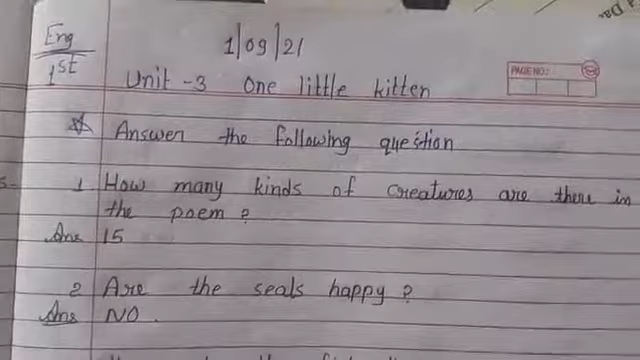 Eng
1st
1/09/21
Unit -3 One little kitten
PAGE NO.:
Answer the following question
1 How many kinds of creatures are there in
the poem ?
Ans 15
2 Are the seals happy ?
Ans NO.